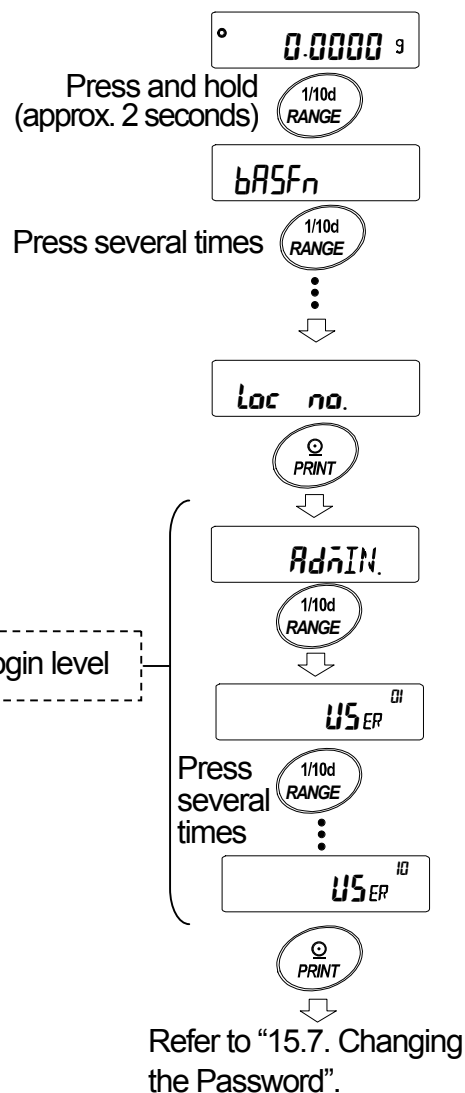 0.0000 g
Press and hold
(approx. 2 seconds)
1/10d
RANGE
bASFn
Press several times
1/10d
RANGE
Loc no.
PRINT
AdmIN.
1/10d
RANGE
ogin level
USER 01
Press
several
times
1/10d
RANGE
USER 10
PRINT
Refer to “15.7. Changing
the Password”.